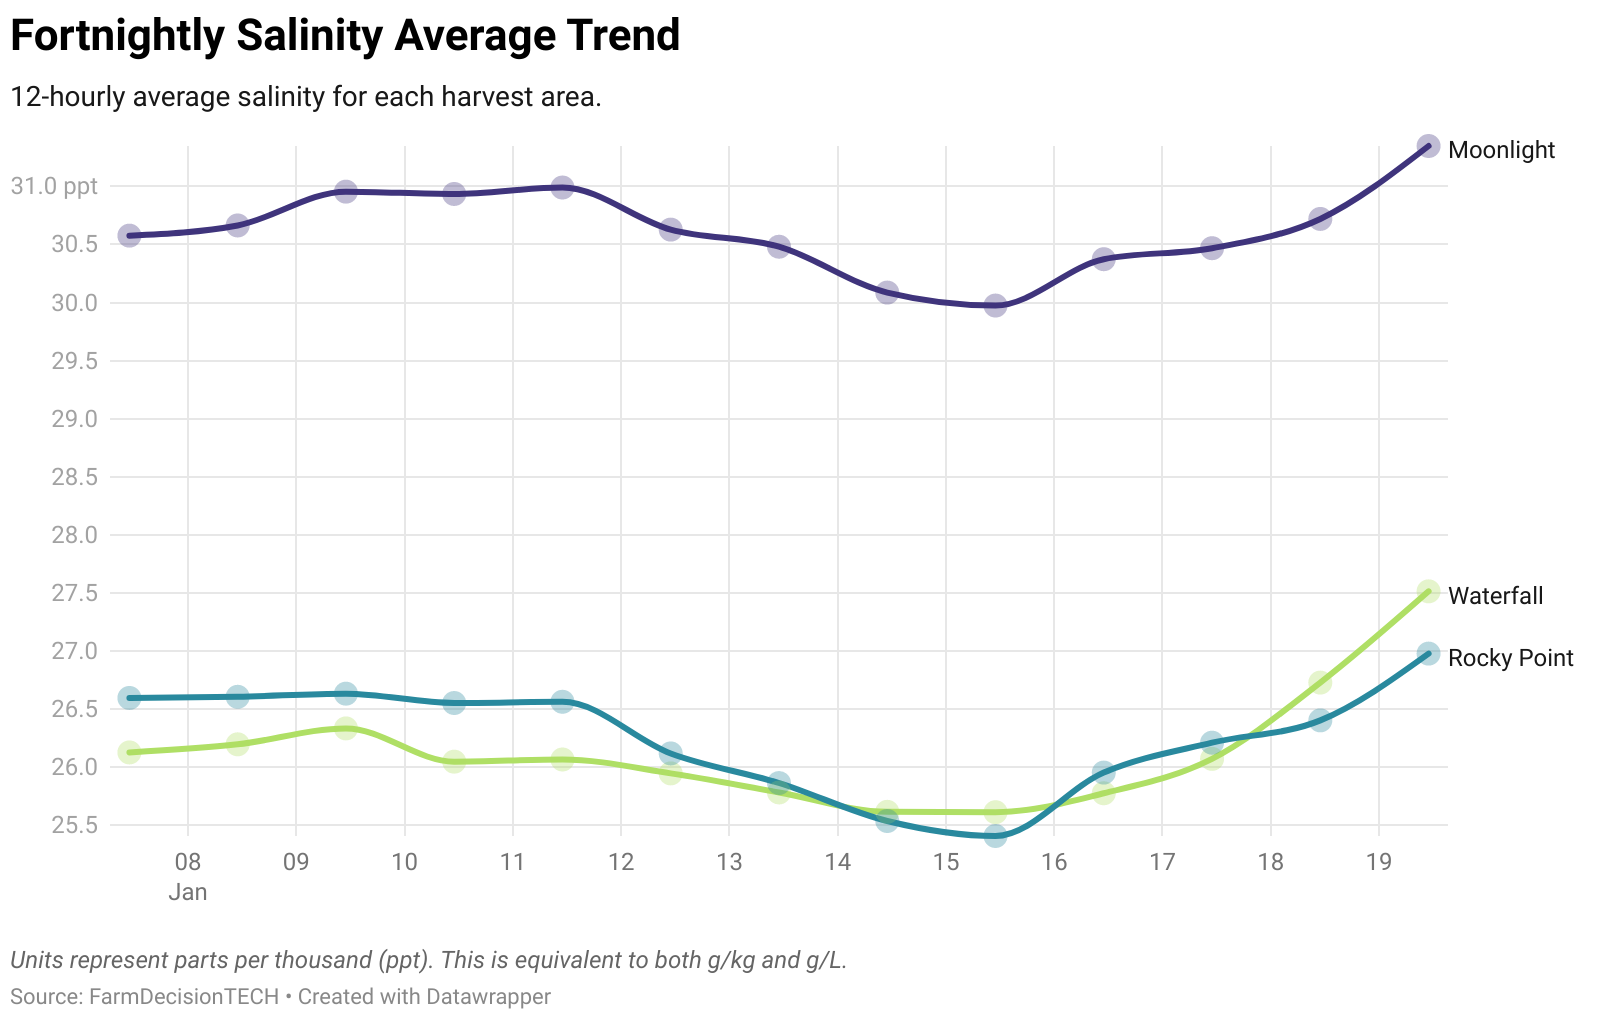 Fortnightly Salinity Average Trend
12-hourly average salinity for each harvest area.
Moonlight
31.0 ppt
30.5
30.0
29.5
29.0
28.5
28.0
27.5
Waterfall
27.0
Rocky Point
26.5
26.0
25.5
08 09 10 11 12 13 14 15 16 17 18 19
Jan
Units represent parts per thousand (ppt). This is equivalent to both g/kg and g/L.
Source: FarmDecisionTECH • Created with Datawrapper